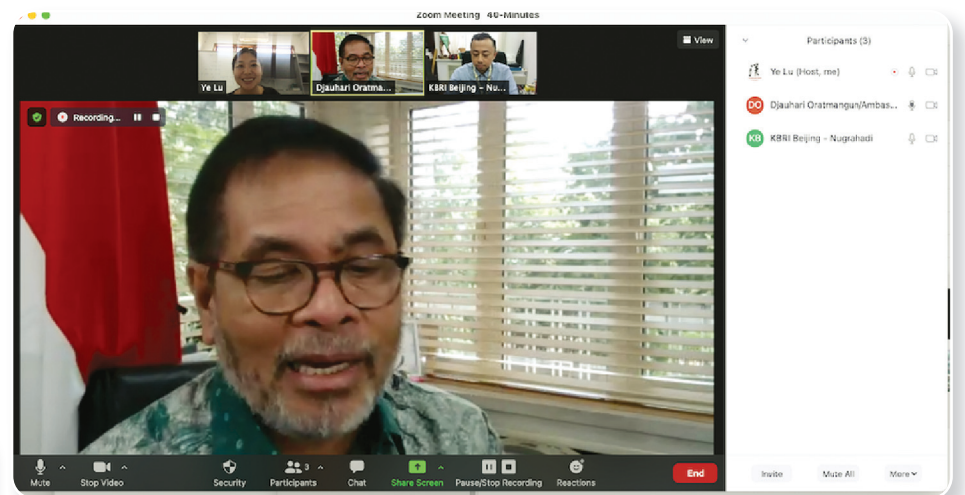 Zoom Meeting 40-Minutes
View
Ye Lu
Djauhari Oratma...
KBRI Beijing - Nu...
Recording...
Participants (3)
Ye Lu (Host, me)
DO Djauhari Oratmangun/Ambas...
KB KBRI Beijing - Nugrahadi
Mute
Stop Video
Security
Participants 3
Chat
Share Screen
Pause/Stop Recording
Reactions
End
Invite
Mute All
More